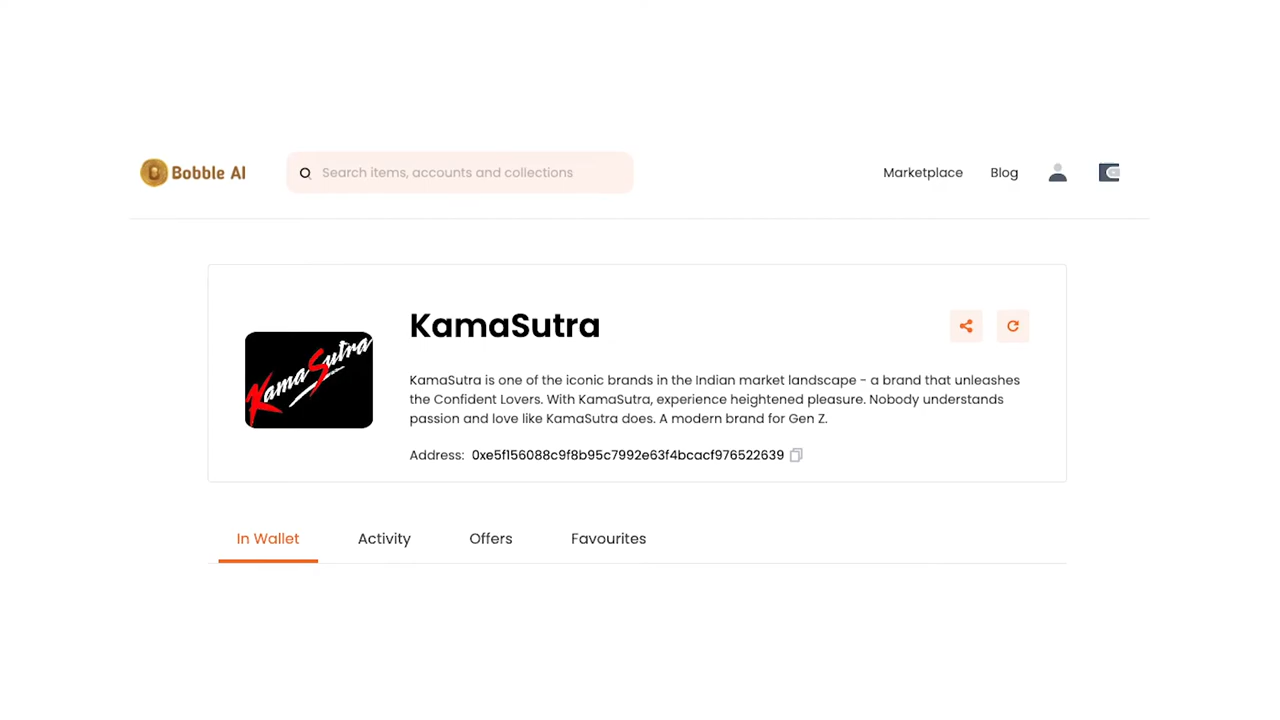 Bobble AI
Search items, accounts and collections
Marketplace
Blog
KamaSutra
KamaSutra
KamaSutra is one of the iconic brands in the Indian market landscape - a brand that unleashes
the Confident Lovers. With KamaSutra, experience heightened pleasure. Nobody understands
passion and love like KamaSutra does. A modern brand for Gen Z.
Address: 0xe5f156088c9f8b95c7992e63f4bcacf976522639
In Wallet
Activity
Offers
Favourites